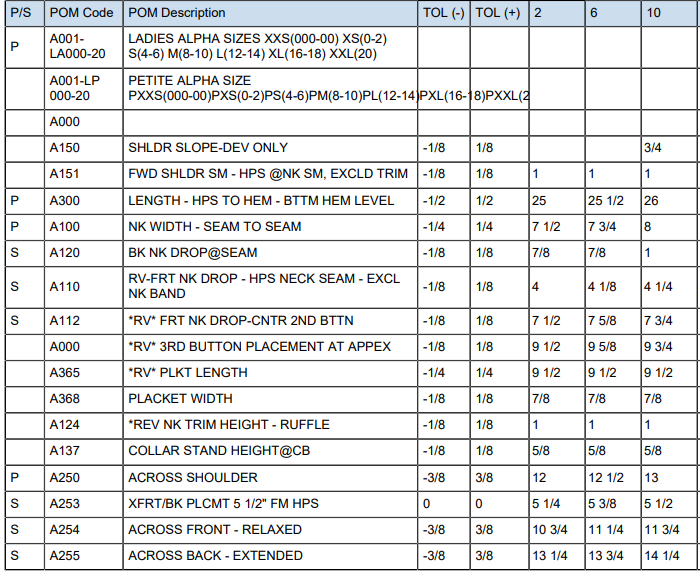 P/S POM Code POM Description TOL (-) TOL (+) 2 6 10
P A001-LA000-20 LADIES ALPHA SIZES XXS(000-00) XS(0-2)
S(4-6) M(8-10) L(12-14) XL(16-18) XXL(20)
A001-LP 000-20 PETITE ALPHA SIZE
PXXS(000-00)PXS(0-2)PS(4-6)PM(8-10)PL(12-14)PXL(16-18)PXXL(2
A000
A150 SHLDR SLOPE-DEV ONLY -1/8 1/8 3/4
A151 FWD SHLDR SM - HPS @NK SM, EXCLD TRIM -1/8 1/8 1 1 1
P A300 LENGTH - HPS TO HEM - BTTM HEM LEVEL -1/2 1/2 25 25 1/2 26
P A100 NK WIDTH - SEAM TO SEAM -1/4 1/4 7 1/2 7 3/4 8
S A120 BK NK DROP@SEAM -1/8 1/8 7/8 7/8 1
S A110 RV-FRT NK DROP - HPS NECK SEAM - EXCL
NK BAND -1/8 1/8 4 4 1/8 4 1/4
S A112 *RV* FRT NK DROP-CNTR 2ND BTTN -1/8 1/8 7 1/2 7 5/8 7 3/4
A000 *RV* 3RD BUTTON PLACEMENT AT APPEX -1/8 1/8 9 1/2 9 5/8 9 3/4
A365 *RV* PLKT LENGTH -1/4 1/4 9 1/2 9 1/2 9 1/2
A368 PLACKET WIDTH -1/8 1/8 7/8 7/8 7/8
A124 *REV NK TRIM HEIGHT - RUFFLE -1/8 1/8 1 1 1
A137 COLLAR STAND HEIGHT@CB -1/8 1/8 5/8 5/8 5/8
P A250 ACROSS SHOULDER -3/8 3/8 12 12 1/2 13
S A253 XFRT/BK PLCMT 5 1/2" FM HPS 0 0 5 1/4 5 3/8 5 1/2
S A254 ACROSS FRONT - RELAXED -3/8 3/8 10 3/4 11 1/4 11 3/4
S A255 ACROSS BACK - EXTENDED -3/8 3/8 13 1/4 13 3/4 14 1/4